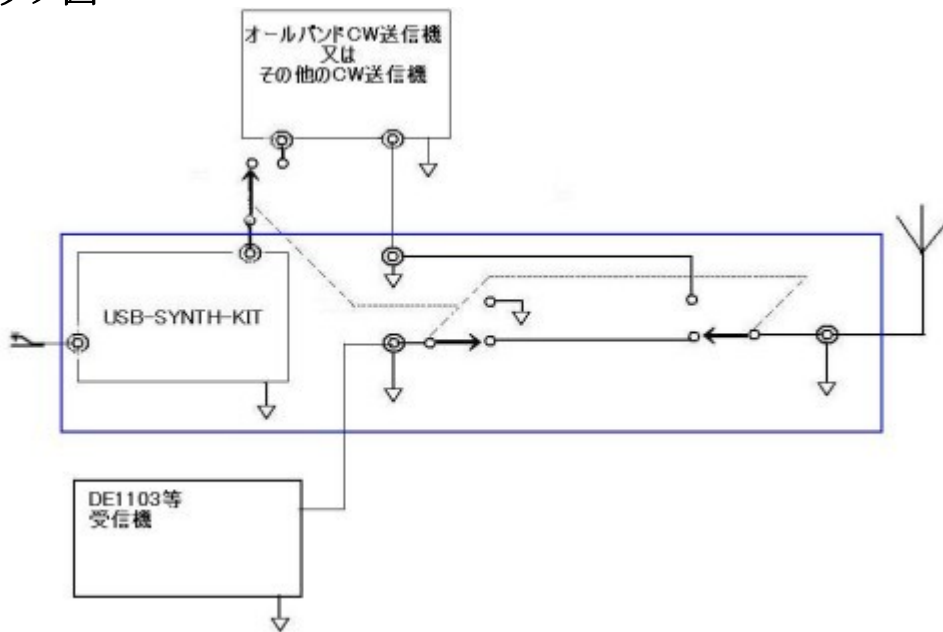 オールバンドCW送信機
又は
その他のCW送信機
USB-SYNTH-KIT
DE1103等
受信機